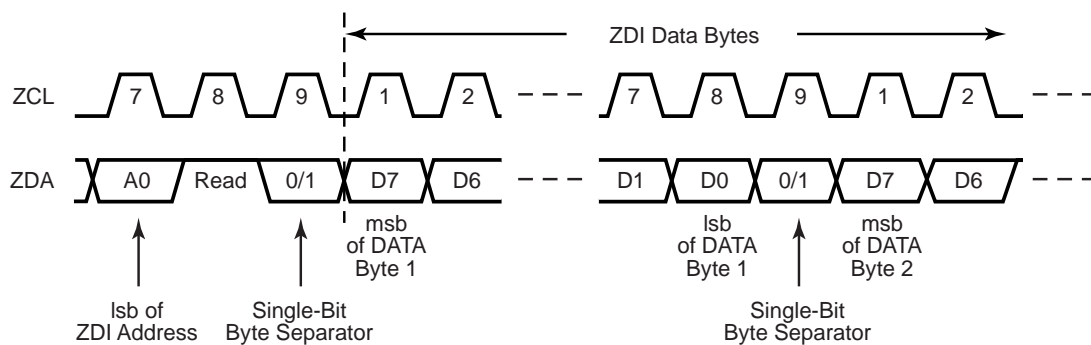 ZDI Data Bytes
ZCL 7 8 9 1 2 7 8 9 1 2
ZDA A0 Read 0/1 D7 D6 D1 D0 0/1 D7 D6
msb
of DATA
Byte 1
lsb
of DATA
Byte 1
msb
of DATA
Byte 2
lsb of
ZDI Address
Single-Bit
Byte Separator
Single-Bit
Byte Separator